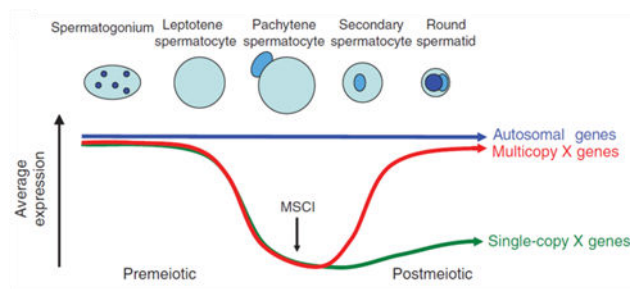 Spermatogonium
Leptotene
spermatocyte
Pachytene
spermatocyte
Secondary
spermatocyte
Round
spermatid
Average
expression
Autosomal genes
Multicopy X genes
MSCI
Single-copy X genes
Premeiotic
Postmeiotic